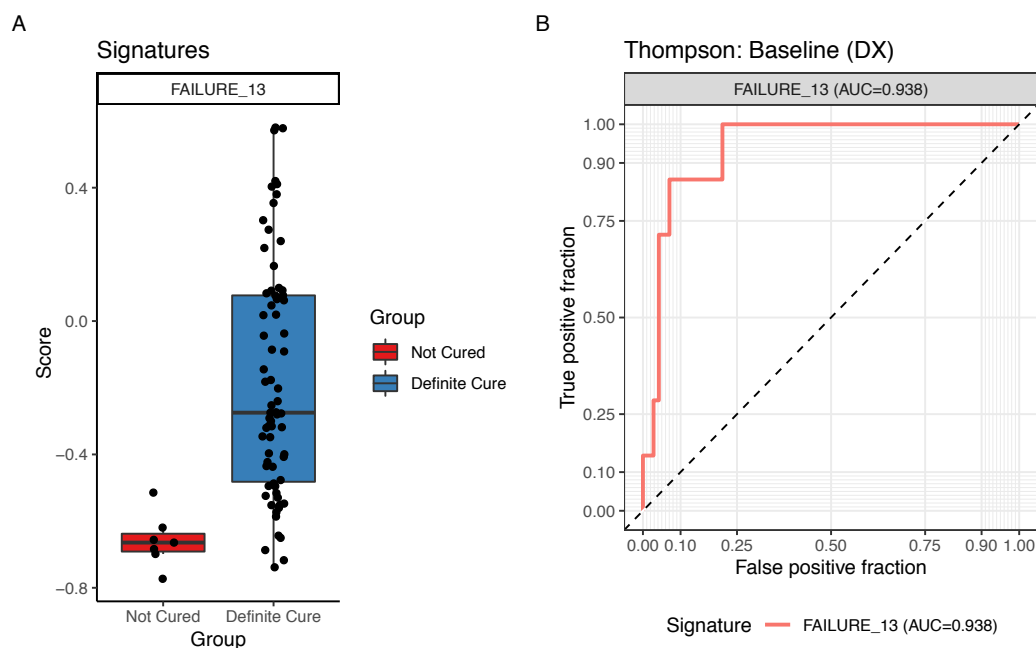 A
Signatures
FAILURE_13
0.4
0.0
−0.4
−0.8
Score
Not Cured
Definite Cure
Group
Group
Not Cured
Definite Cure
B
Thompson: Baseline (DX)
FAILURE_13 (AUC=0.938)
1.00
0.90
0.75
0.50
0.25
0.10
0.00
True positive fraction
0.00 0.10 0.25 0.50 0.75 0.90 1.00
False positive fraction
Signature FAILURE_13 (AUC=0.938)